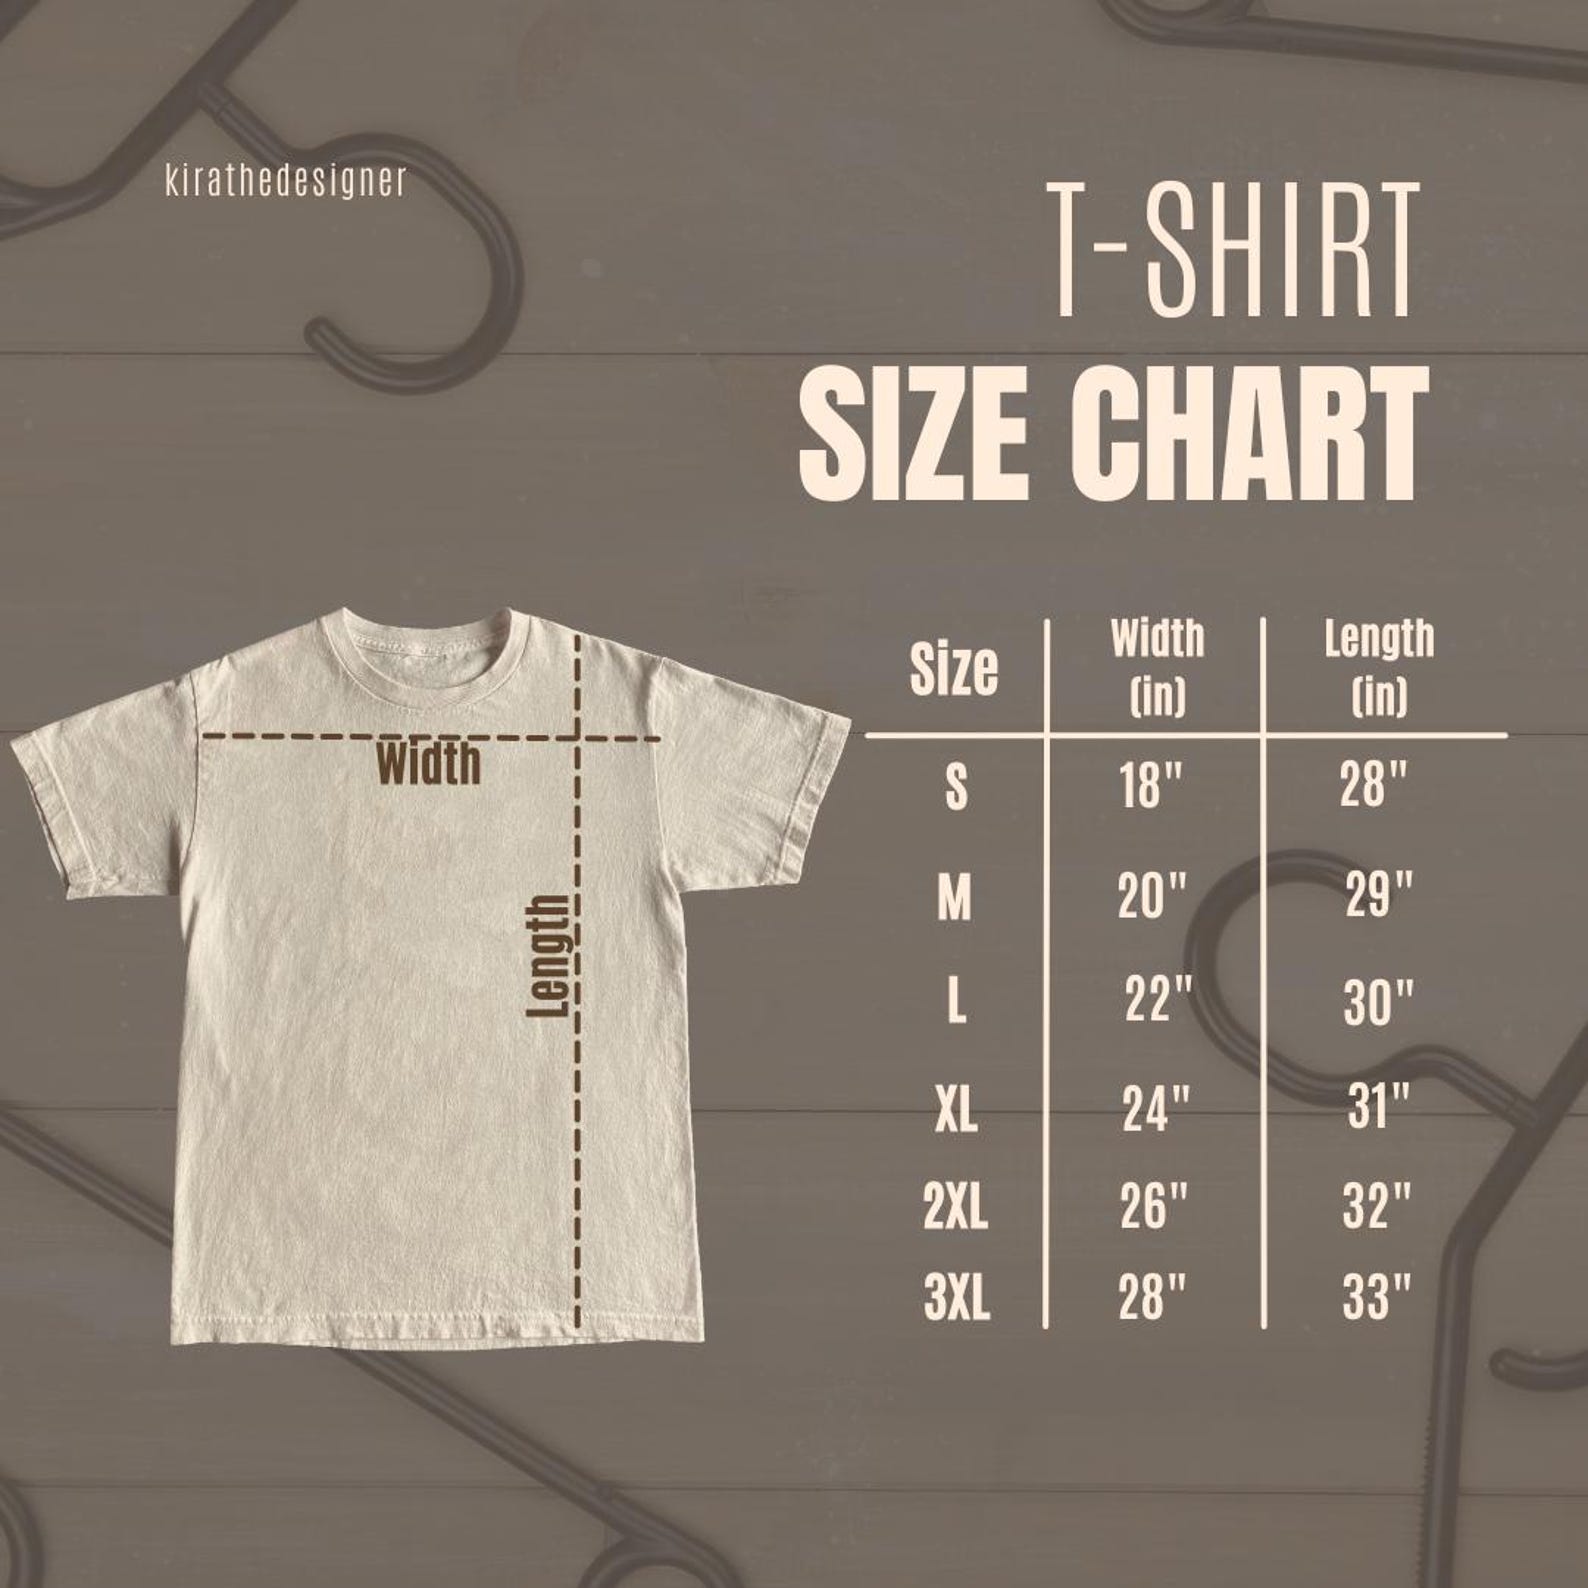 kirathedesigner
T-SHIRT
SIZE CHART
Width
Length
Size Width (in) Length (in)
S 18" 28"
M 20" 29"
L 22" 30"
XL 24" 31"
2XL 26" 32"
3XL 28" 33"